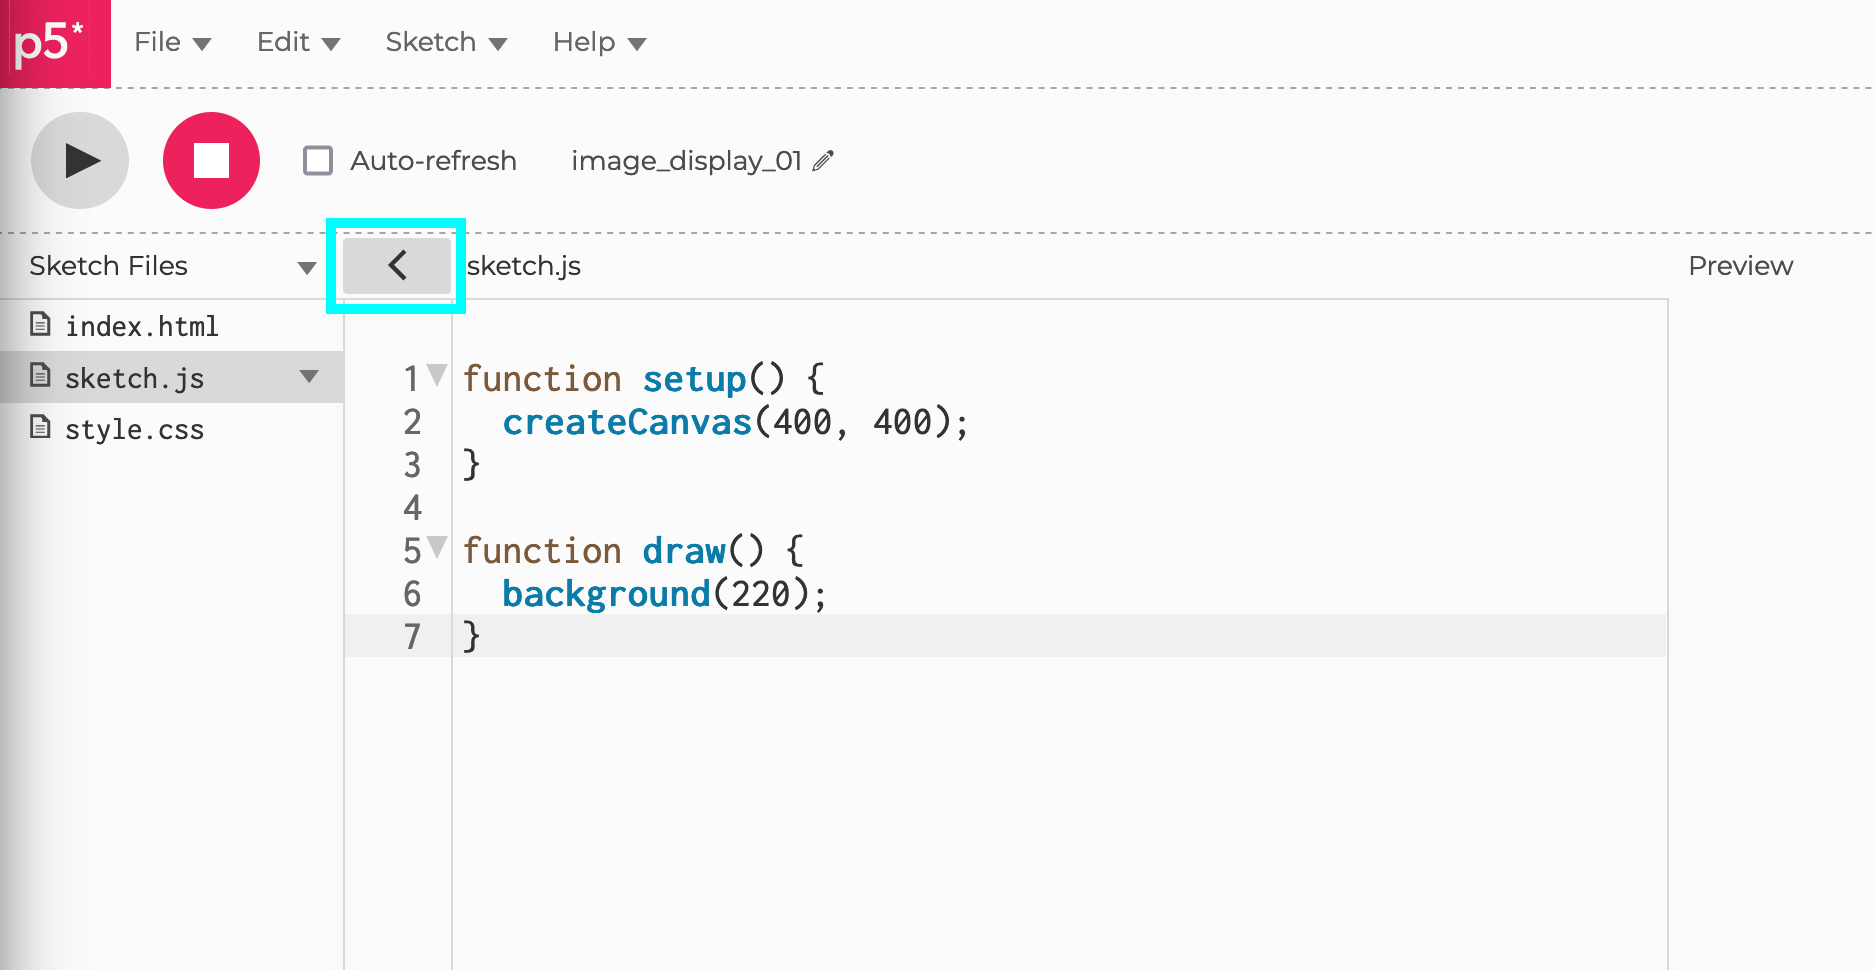 p5*
File Edit Sketch Help
Auto-refresh image_display_01
Sketch Files
sketch.js
Preview
index.html
sketch.js
style.css
1 function setup() {
2   createCanvas(400, 400);
3 }
4
5 function draw() {
6   background(220);
7 }